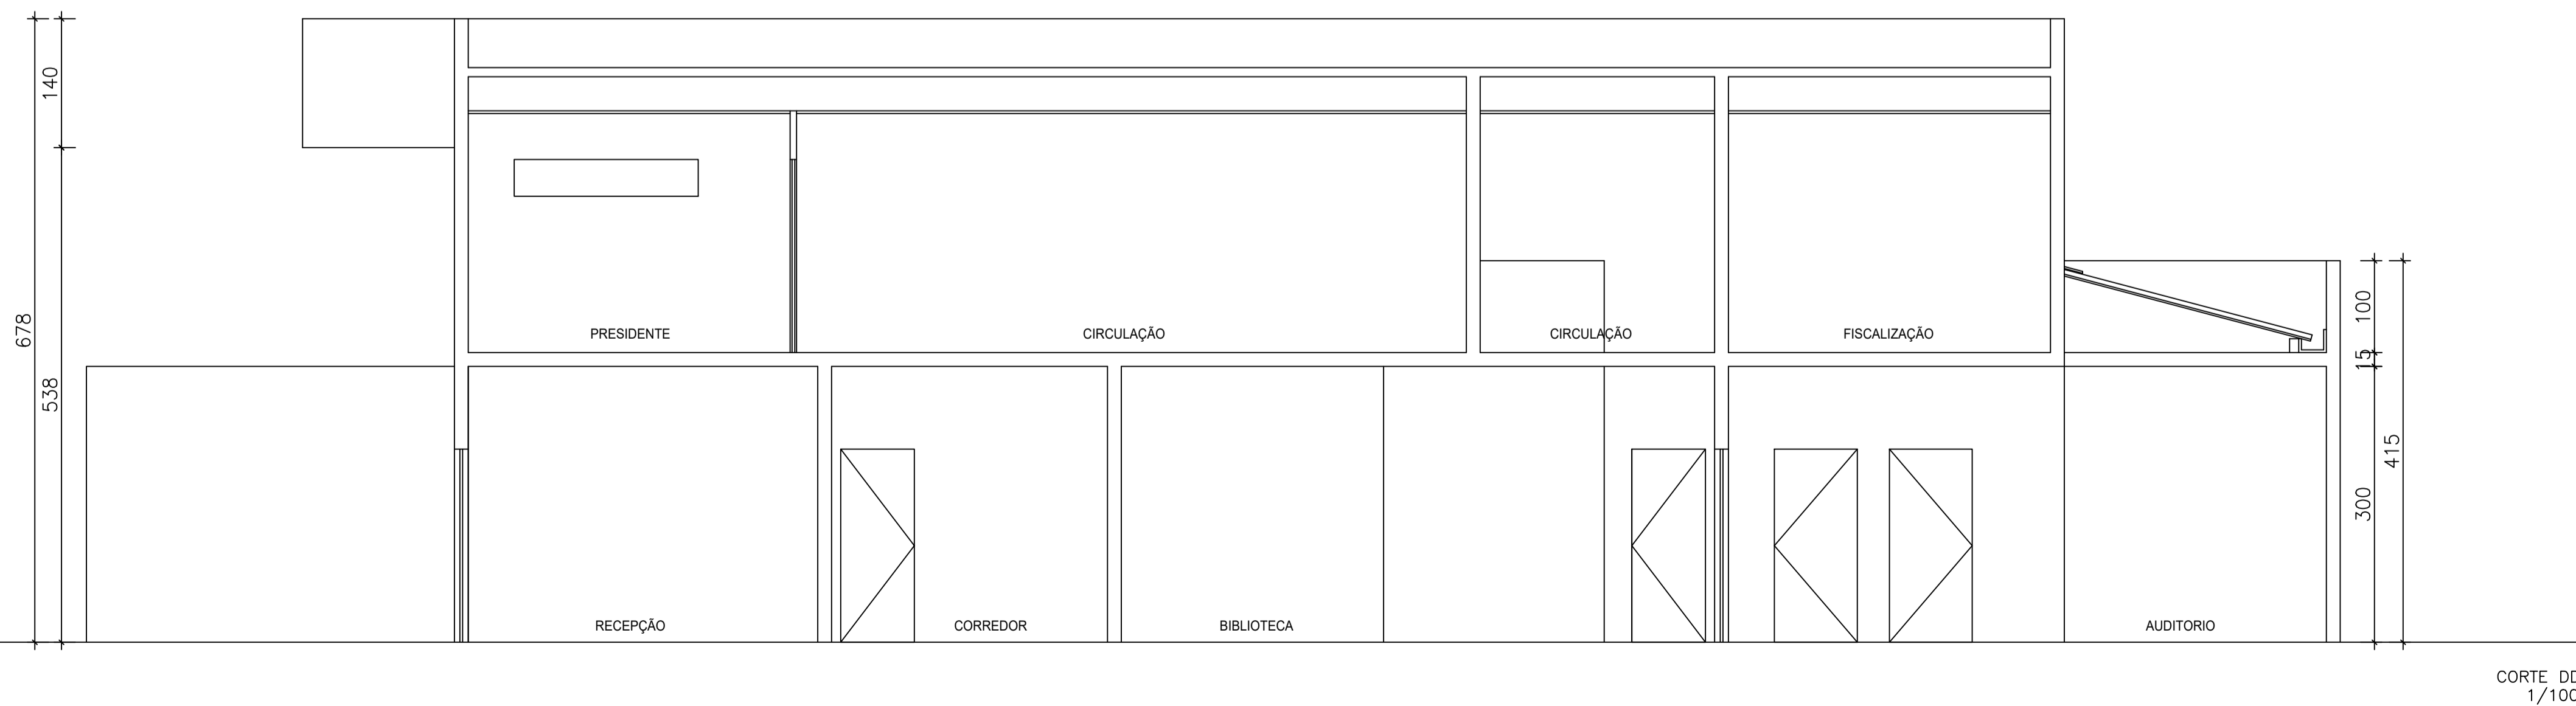 140
678
538
PRESIDENTE
CIRCULAÇÃO
CIRCULAÇÃO
FISCALIZAÇÃO
100
15
415
300
RECEPÇÃO
CORREDOR
BIBLIOTECA
AUDITORIO
CORTE DD
1/100